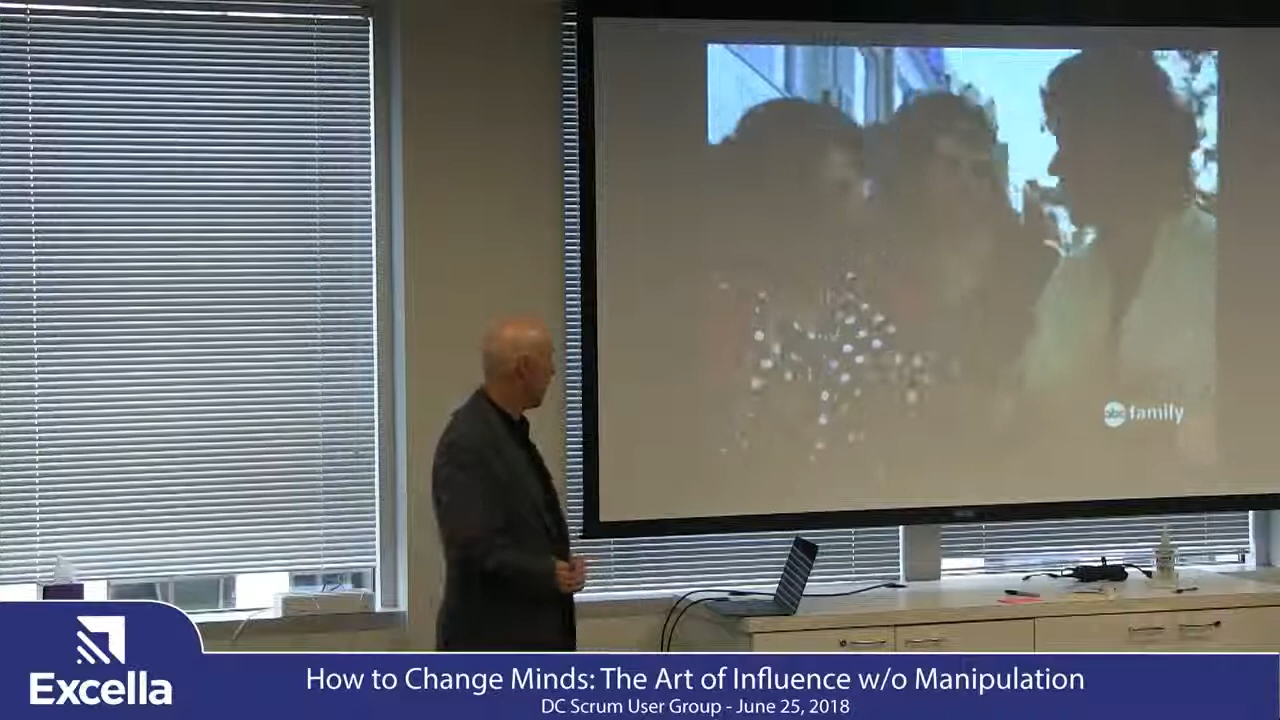 abc family
Excella
How to Change Minds: The Art of Influence w/o Manipulation
DC Scrum User Group - June 25, 2018